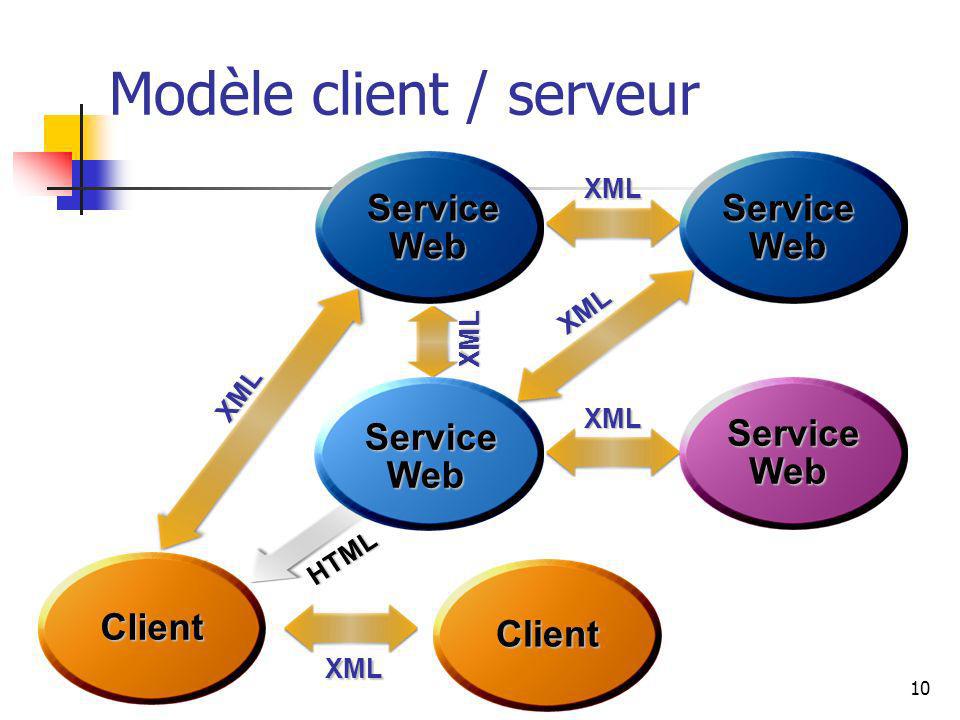 Modèle client / serveur
Service
Web
XML
Service
Web
XML
XML
XML
Service
Web
XML
Service
Web
HTML
Client
XML
Client
10